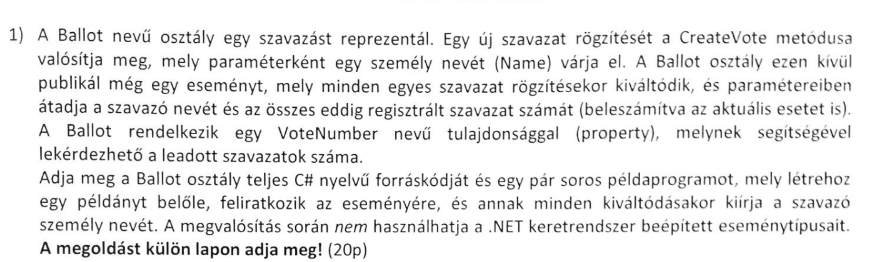 1) A Ballot nevű osztály egy szavazást reprezentál. Egy új szavazat rögzítését a CreateVote metódusa
valósítja meg, mely paraméterként egy személy nevét (Name) várja el. A Ballot osztály ezen kívül
publikál még egy eseményt, mely minden egyes szavazat rögzítésekor kiváltódik, és paramétereiben
átadja a szavazó nevét és az összes eddig regisztrált szavazat számát (beleszámítva az aktuális esetet is).
A Ballot rendelkezik egy VoteNumber nevű tulajdonsággal (property), melynek segítségével
lekérdezhető a leadott szavazatok száma.
Adja meg a Ballot osztály teljes C# nyelvű forráskódját és egy pár soros példaprogramot, mely létrehoz
egy példányt belőle, feliratkozik az eseményére, és annak minden kiváltódásakor kiírja a szavazó
személy nevét. A megvalósítás során nem használhatja a .NET keretrendszer beépített eseménytípusait.
A megoldást külön lapon adja meg! (20p)